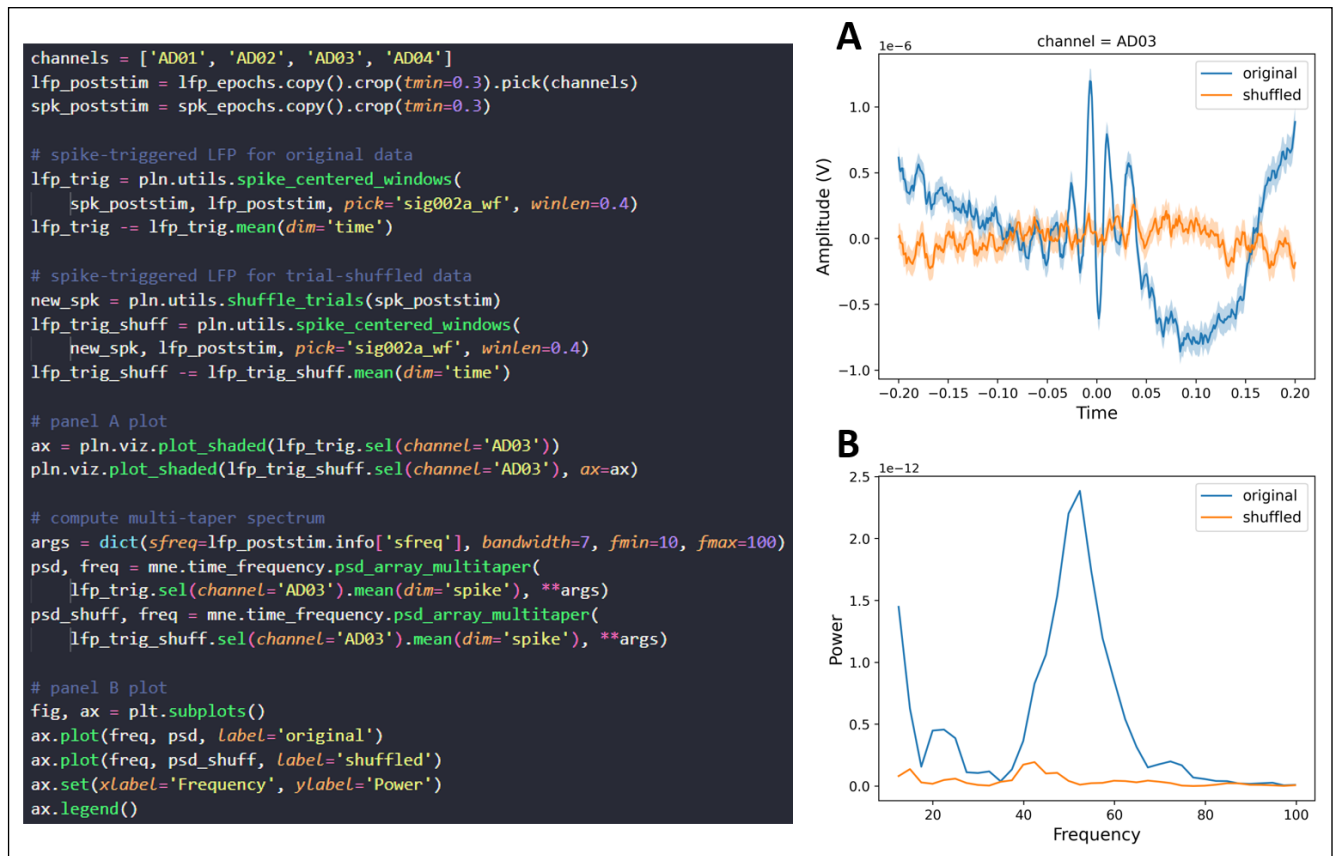 channels = ['AD01', 'AD02', 'AD03', 'AD04']
lfp_poststim = lfp_epochs.copy().crop(tmin=0.3).pick(channels)
spk_poststim = spk_epochs.copy().crop(tmin=0.3)
# spike-triggered LFP for original data
lfp_trig = pln.utils.spike_centered_windows(
spk_poststim, lfp_poststim, pick='sig002a_wf', winlen=0.4)
lfp_trig -= lfp_trig.mean(dim='time')
# spike-triggered LFP for trial-shuffled data
new_spk = pln.utils.shuffle_trials(spk_poststim)
lfp_trig_shuff = pln.utils.spike_centered_windows(
new_spk, lfp_poststim, pick='sig002a_wf', winlen=0.4)
lfp_trig_shuff -= lfp_trig_shuff.mean(dim='time')
# panel A plot
ax = pln.viz.plot_shaded(lfp_trig.sel(channel='AD03'))
pln.viz.plot_shaded(lfp_trig_shuff.sel(channel='AD03'), ax=ax)
# compute multi-taper spectrum
args = dict(sfreq=lfp_poststim.info['sfreq'], bandwidth=7, fmin=10, fmax=100)
psd, freq = mne.time_frequency.psd_array_multitaper(
lfp_trig.sel(channel='AD03').mean(dim='spike'), **args)
psd_shuff, freq = mne.time_frequency.psd_array_multitaper(
lfp_trig_shuff.sel(channel='AD03').mean(dim='spike'), **args)
# panel B plot
fig, ax = plt.subplots()
ax.plot(freq, psd, label='original')
ax.plot(freq, psd_shuff, label='shuffled')
ax.set(xlabel='Frequency', ylabel='Power')
ax.legend()
A
channel = AD03
1e-6
original
shuffled
1.0
0.5
0.0
−0.5
−1.0
Amplitude (V)
−0.20 −0.15 −0.10 −0.05 0.00 0.05 0.10 0.15 0.20
Time
B
1e-12
original
shuffled
2.5
2.0
1.5
1.0
0.5
0.0
Power
20 40 60 80 100
Frequency